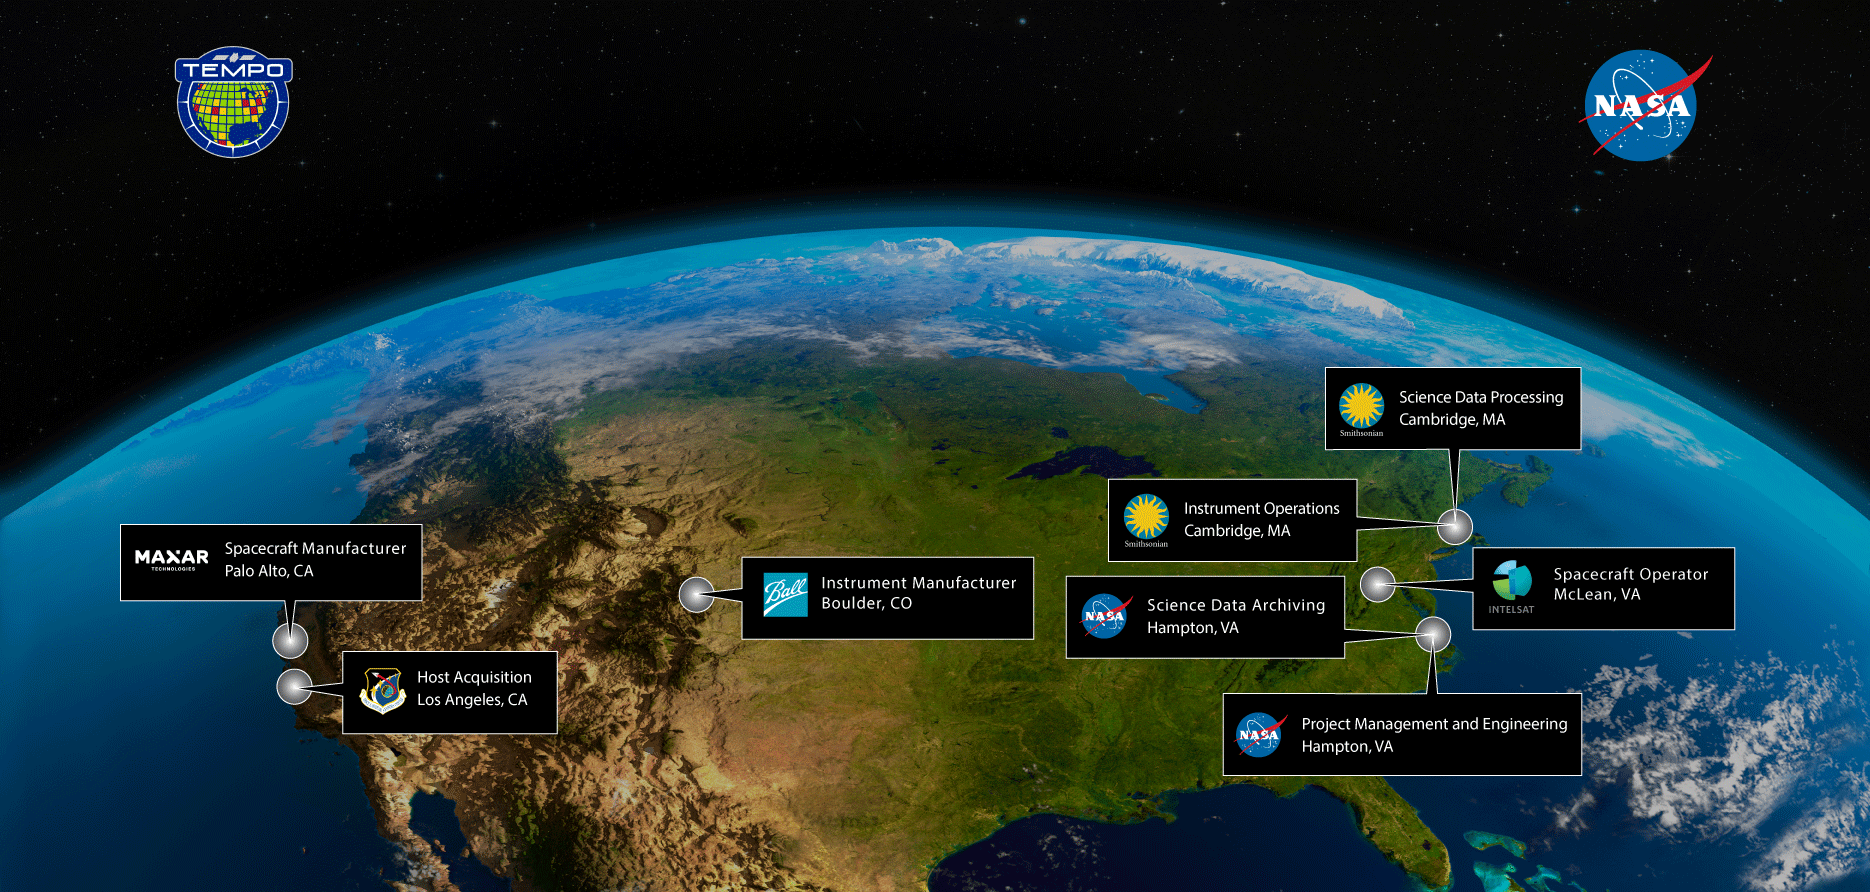 TEMPO
NASA
Smithsonian
Science Data Processing
Cambridge, MA
Smithsonian
Instrument Operations
Cambridge, MA
MAXAR
TECHNOLOGIES
Spacecraft Manufacturer
Palo Alto, CA
Ball
Instrument Manufacturer
Boulder, CO
INTELSAT
Spacecraft Operator
McLean, VA
NASA
Science Data Archiving
Hampton, VA
Host Acquisition
Los Angeles, CA
NASA
Project Management and Engineering
Hampton, VA